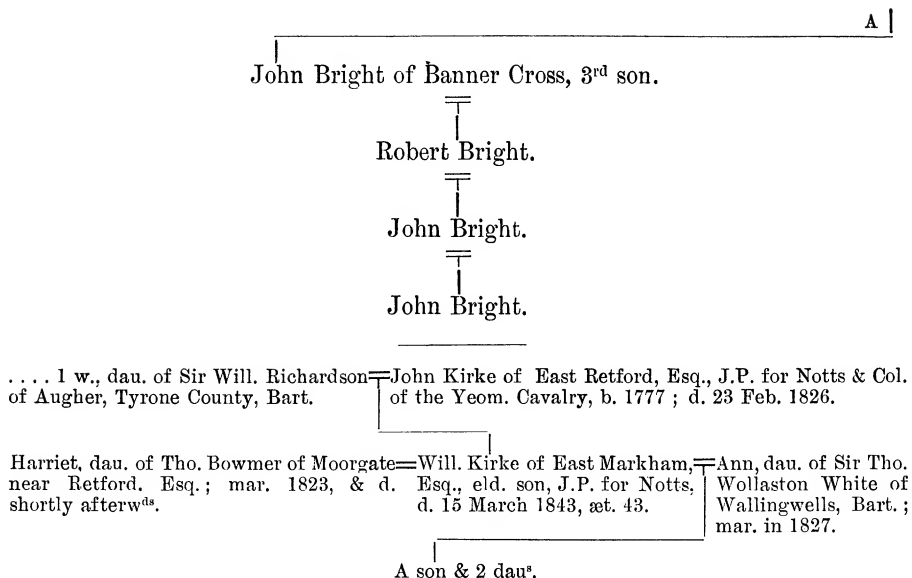 A
John Bright of Banner Cross, 3rd son.
Robert Bright.
John Bright.
John Bright.
. . . . 1 w., dau. of Sir Will. Richardson
of Augher, Tyrone County, Bart.
John Kirke of East Retford, Esq., J.P. for Notts & Col.
of the Yeom. Cavalry, b. 1777 ; d. 23 Feb. 1826.
Harriet, dau. of Tho. Bowmer of Moorgate
near Retford. Esq. ; mar. 1823, & d.
shortly afterwds.
Will. Kirke of East Markham,
Esq., eld. son, J.P. for Notts,
d. 15 March 1843, æt. 43.
Ann, dau. of Sir Tho.
Wollaston White of
Wallingwells, Bart. ;
mar. in 1827.
A son & 2 daus.